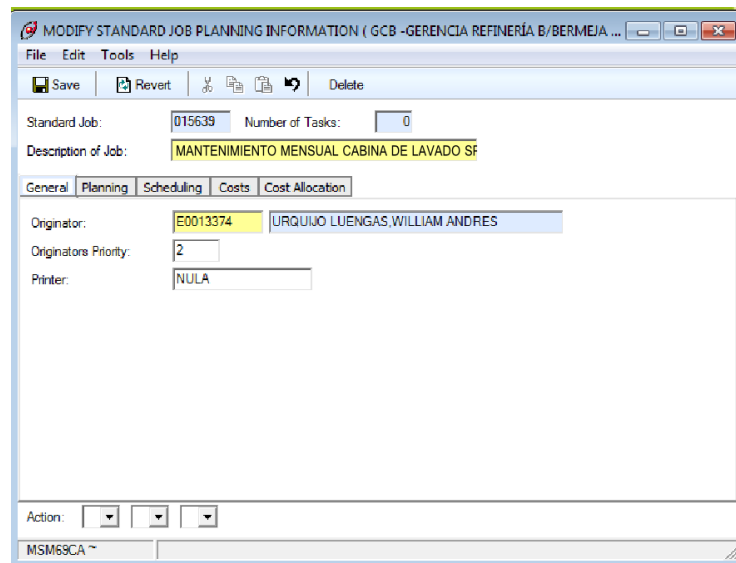 MODIFY STANDARD JOB PLANNING INFORMATION ( GCB -GERENCIA REFINERÍA B/BERMEJA ...
File Edit Tools Help
Save Revert Delete
Standard Job: 015639 Number of Tasks: 0
Description of Job: MANTENIMIENTO MENSUAL CABINA DE LAVADO SF
General Planning Scheduling Costs Cost Allocation
Originator: E0013374 URQUIJO LUENGAS,WILLIAM ANDRES
Originators Priority: 2
Printer: NULA
Action:
MSM69CA ~